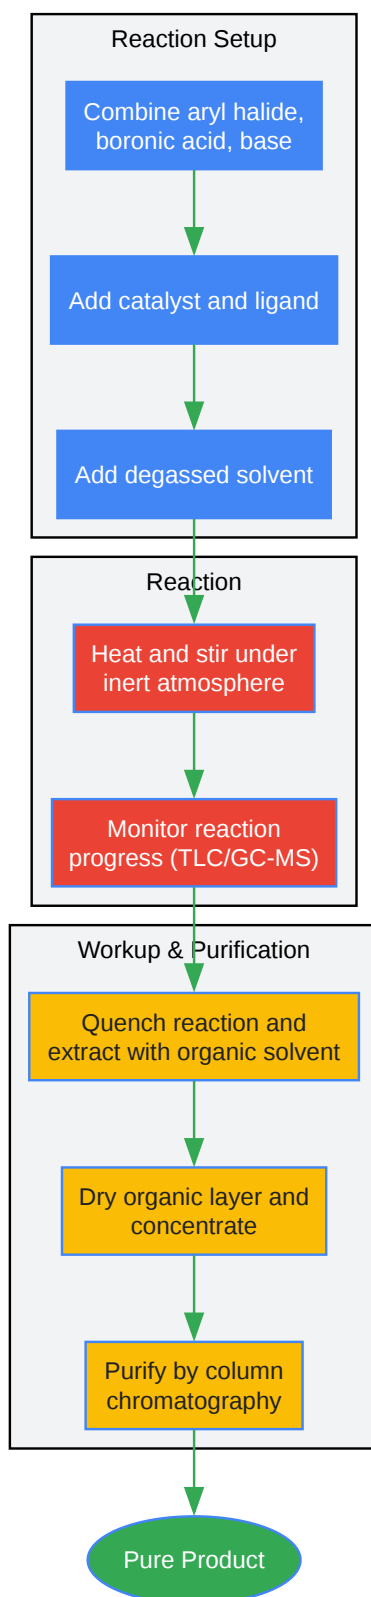 Reaction Setup
Combine aryl halide,
boronic acid, base
Add catalyst and ligand
Add degassed solvent
Reaction
Heat and stir under
inert atmosphere
Monitor reaction
progress (TLC/GC-MS)
Workup & Purification
Quench reaction and
extract with organic solvent
Dry organic layer and
concentrate
Purify by column
chromatography
Pure Product